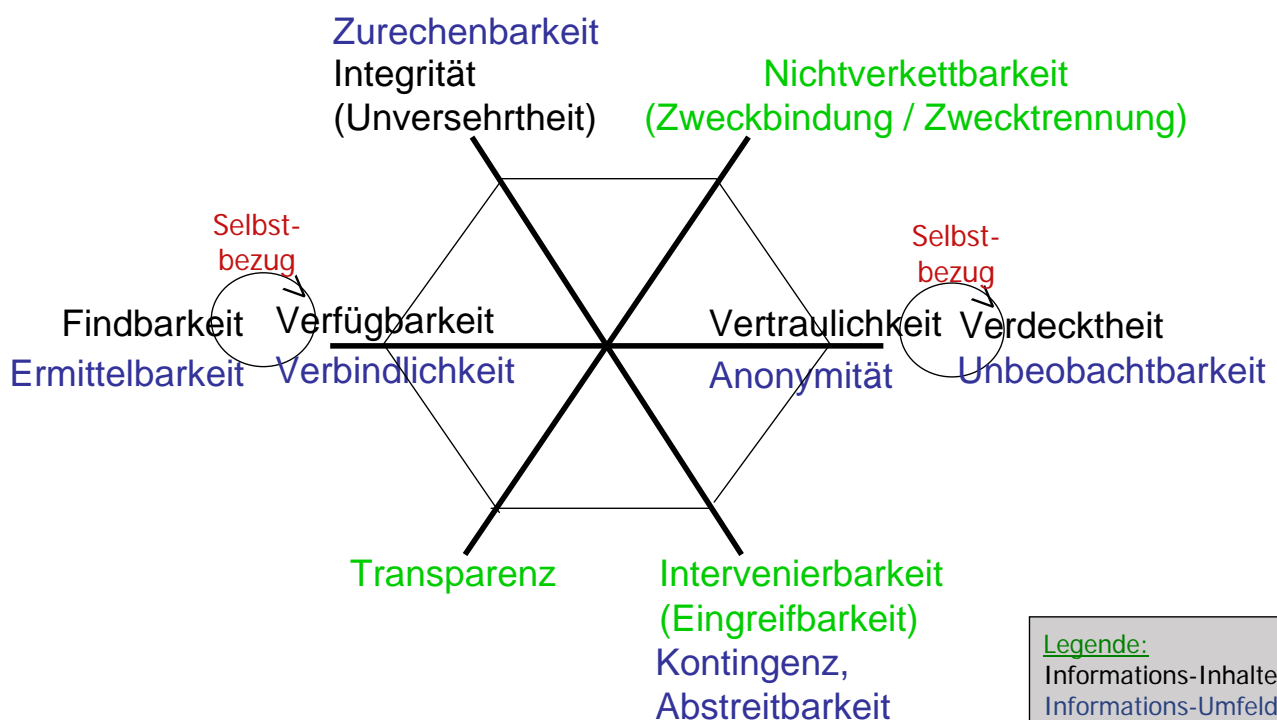 Zurechenbarkeit
Integrität
(Unversehrtheit)
Nichtverkettbarkeit
(Zweckbindung / Zwecktrennung)
Selbst-
bezug
Selbst-
bezug
Findbarkeit
Verfügbarkeit
Vertraulichkeit
Verdecktheit
Ermittelbarkeit
Verbindlichkeit
Anonymität
Unbeobachtbarkeit
Transparenz
Intervenierbarkeit
(Eingreifbarkeit)
Kontingenz,
Abstreitbarkeit
Legende:
Informations-Inhalte
Informations-Umfeld